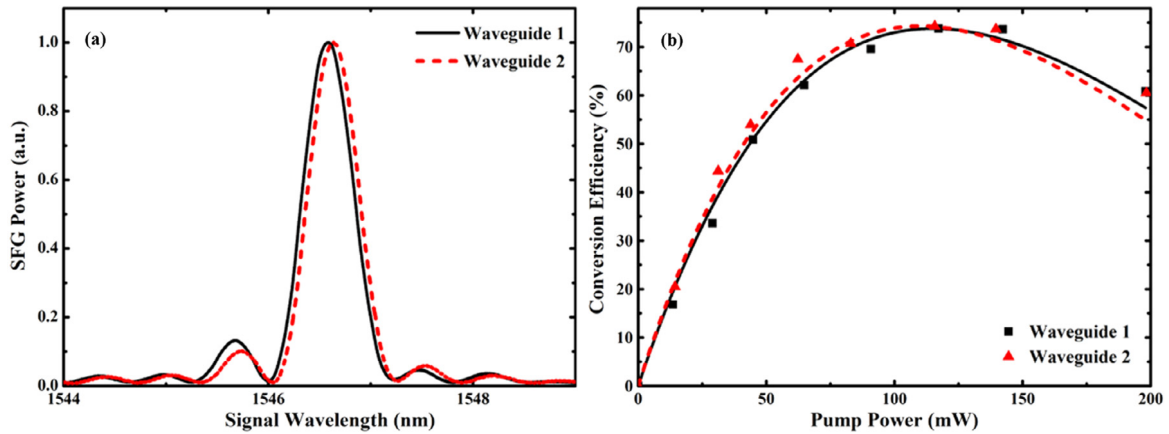 (a)
Waveguide 1
Waveguide 2
SFG Power (a.u.)
1.0
0.8
0.6
0.4
0.2
0.0
1544
1546
1548
Signal Wavelength (nm)
(b)
Conversion Efficiency (%)
70
60
50
40
30
20
10
0
0
50
100
150
200
Pump Power (mW)
Waveguide 1
Waveguide 2